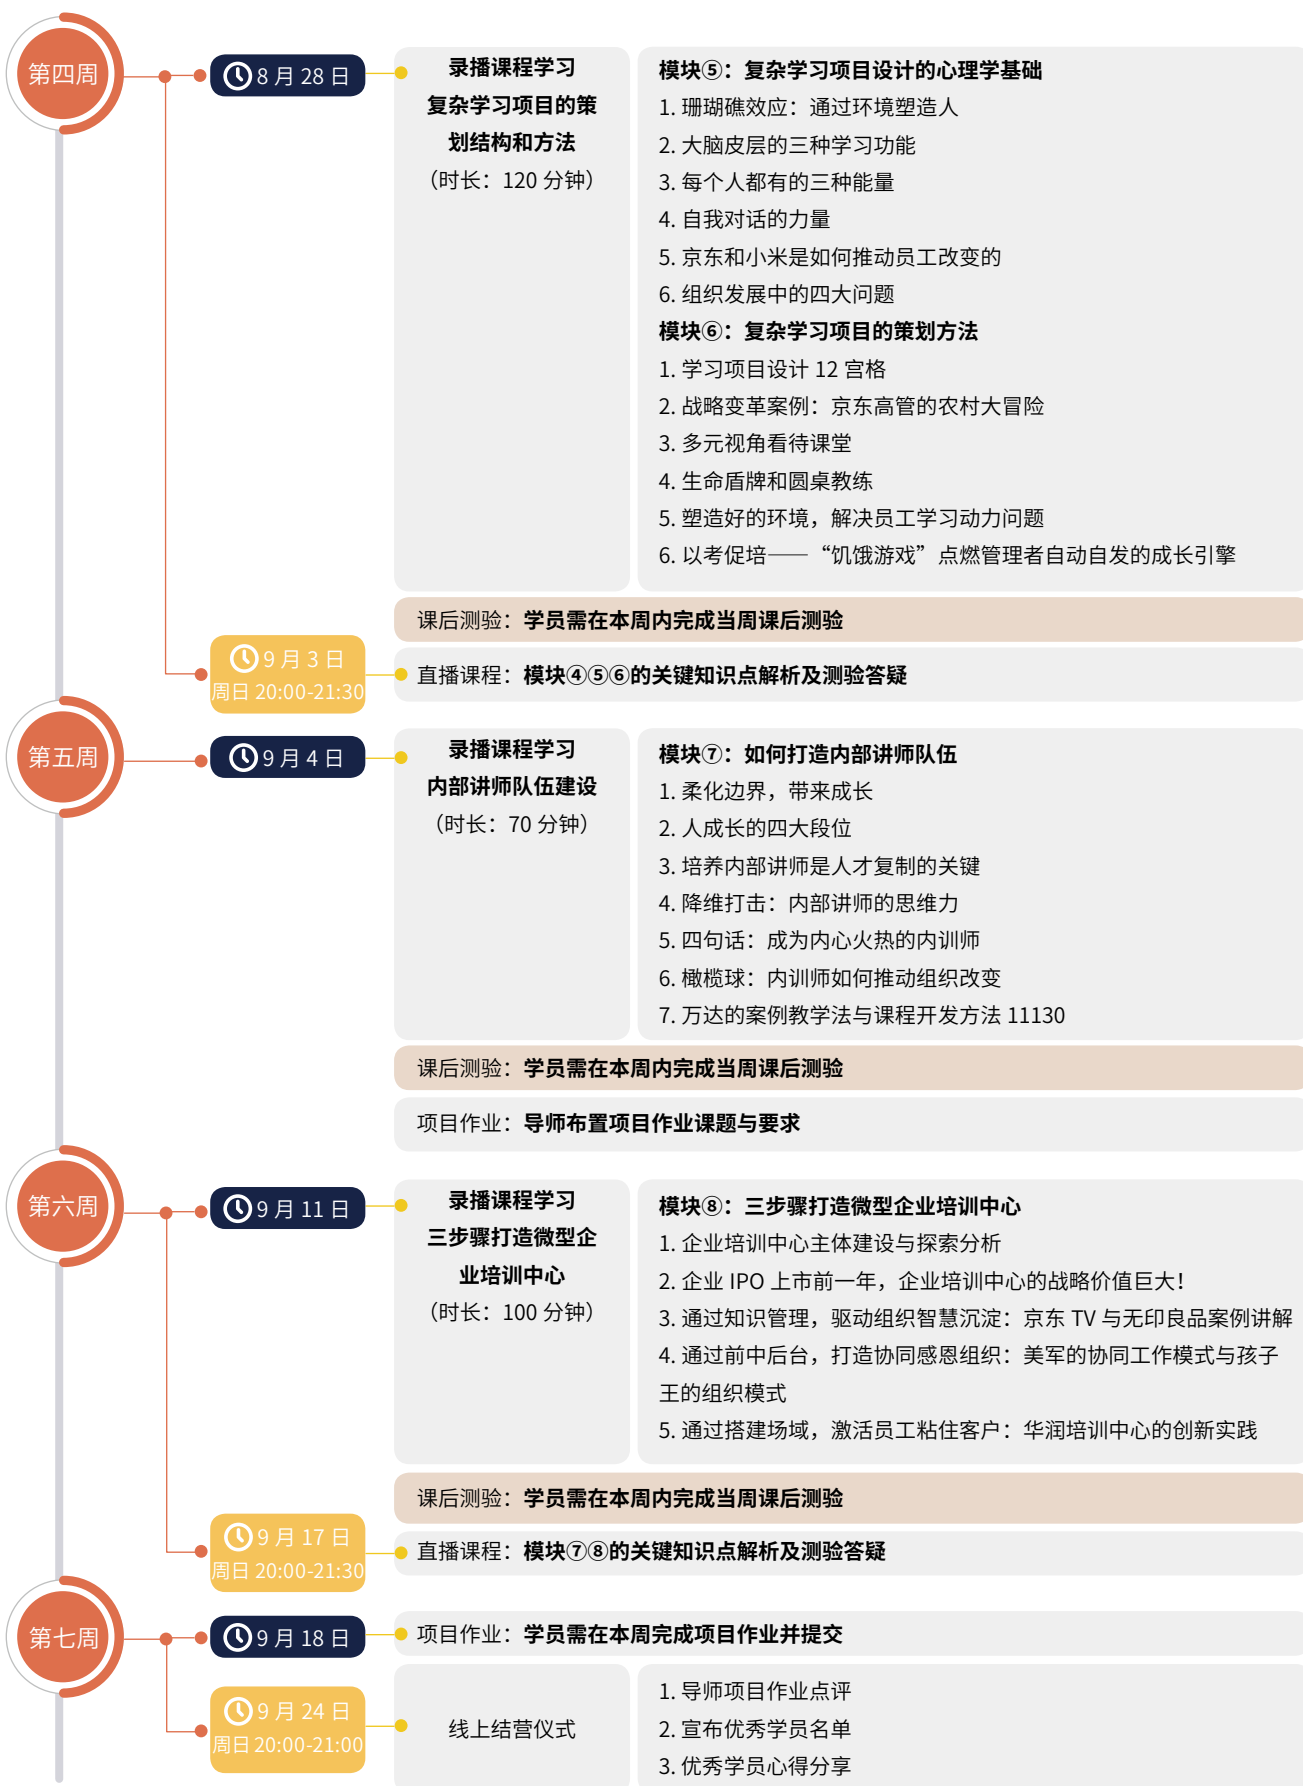 第四周
8 月 28 日
录播课程学习
复杂学习项目的策
划结构和方法
（时长：120 分钟）
模块⑤：复杂学习项目设计的心理学基础
1. 珊瑚礁效应：通过环境塑造人
2. 大脑皮层的三种学习功能
3. 每个人都有的三种能量
4. 自我对话的力量
5. 京东和小米是如何推动员工改变的
6. 组织发展中的四大问题
模块⑥：复杂学习项目的策划方法
1. 学习项目设计 12 宫格
2. 战略变革案例：京东高管的农村大冒险
3. 多元视角看待课堂
4. 生命盾牌和圆桌教练
5. 塑造好的环境，解决员工学习动力问题
6. 以考促培——“饥饿游戏”点燃管理者自动自发的成长引擎
课后测验：学员需在本周内完成当周课后测验
9 月 3 日
周日 20:00-21:30
直播课程：模块④⑤⑥的关键知识点解析及测验答疑
第五周
9 月 4 日
录播课程学习
内部讲师队伍建设
（时长：70 分钟）
模块⑦：如何打造内部讲师队伍
1. 柔化边界，带来成长
2. 人成长的四大段位
3. 培养内部讲师是人才复制的关键
4. 降维打击：内部讲师的思维力
5. 四句话：成为内心火热的内训师
6. 橄榄球：内训师如何推动组织改变
7. 万达的案例教学法与课程开发方法 11130
课后测验：学员需在本周内完成当周课后测验
项目作业：导师布置项目作业课题与要求
第六周
9 月 11 日
录播课程学习
三步骤打造微型企
业培训中心
（时长：100 分钟）
模块⑧：三步骤打造微型企业培训中心
1. 企业培训中心主体建设与探索分析
2. 企业 IPO 上市前一年，企业培训中心的战略价值巨大！
3. 通过知识管理，驱动组织智慧沉淀：京东 TV 与无印良品案例讲解
4. 通过前中后台，打造协同感恩组织：美军的协同工作模式与孩子
王的组织模式
5. 通过搭建场域，激活员工粘住客户：华润培训中心的创新实践
课后测验：学员需在本周内完成当周课后测验
9 月 17 日
周日 20:00-21:30
直播课程：模块⑦⑧的关键知识点解析及测验答疑
第七周
9 月 18 日
项目作业：学员需在本周完成项目作业并提交
9 月 24 日
周日 20:00-21:00
线上结营仪式
1. 导师项目作业点评
2. 宣布优秀学员名单
3. 优秀学员心得分享